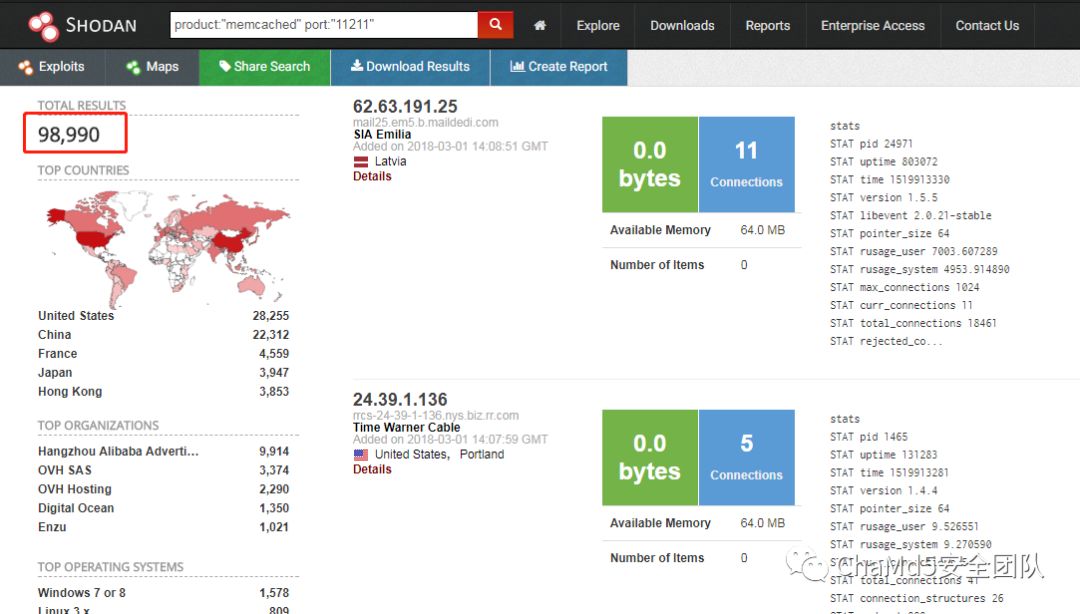 SHODAN
product:"memcached" port:"11211"
Explore
Downloads
Reports
Enterprise Access
Contact Us
Exploits
Maps
Share Search
Download Results
Create Report
TOTAL RESULTS
98,990
TOP COUNTRIES
United States 28,255
China 22,312
France 4,559
Japan 3,947
Hong Kong 3,853
TOP ORGANIZATIONS
Hangzhou Alibaba Adverti... 9,914
OVH SAS 3,374
OVH Hosting 2,290
Digital Ocean 1,350
Enzu 1,021
TOP OPERATING SYSTEMS
Windows 7 or 8 1,578
Linux 3.x 809
62.63.191.25
mail25.em5.b.maildedi.com
SIA Emilia
Added on 2018-03-01 14:08:51 GMT
Latvia
Details
0.0 bytes
11 Connections
Available Memory 64.0 MB
Number of Items 0
stats
STAT pid 24971
STAT uptime 803072
STAT time 1519913330
STAT version 1.5.5
STAT libevent 2.0.21-stable
STAT pointer_size 64
STAT rusage_user 7003.607289
STAT rusage_system 4953.914890
STAT max_connections 1024
STAT curr_connections 11
STAT total_connections 18461
STAT rejected_co...
24.39.1.136
rrcs-24-39-1-136.nys.biz.rr.com
Time Warner Cable
Added on 2018-03-01 14:07:59 GMT
United States, Portland
Details
0.0 bytes
5 Connections
Available Memory 64.0 MB
Number of Items 0
stats
STAT pid 1465
STAT uptime 131283
STAT time 1519913281
STAT version 1.4.4
STAT pointer_size 64
STAT rusage_user 9.526551
STAT rusage_system 9.270590
STAT
STAT total_connections 41
STAT connection_structures 26
ChaMd5安全团队